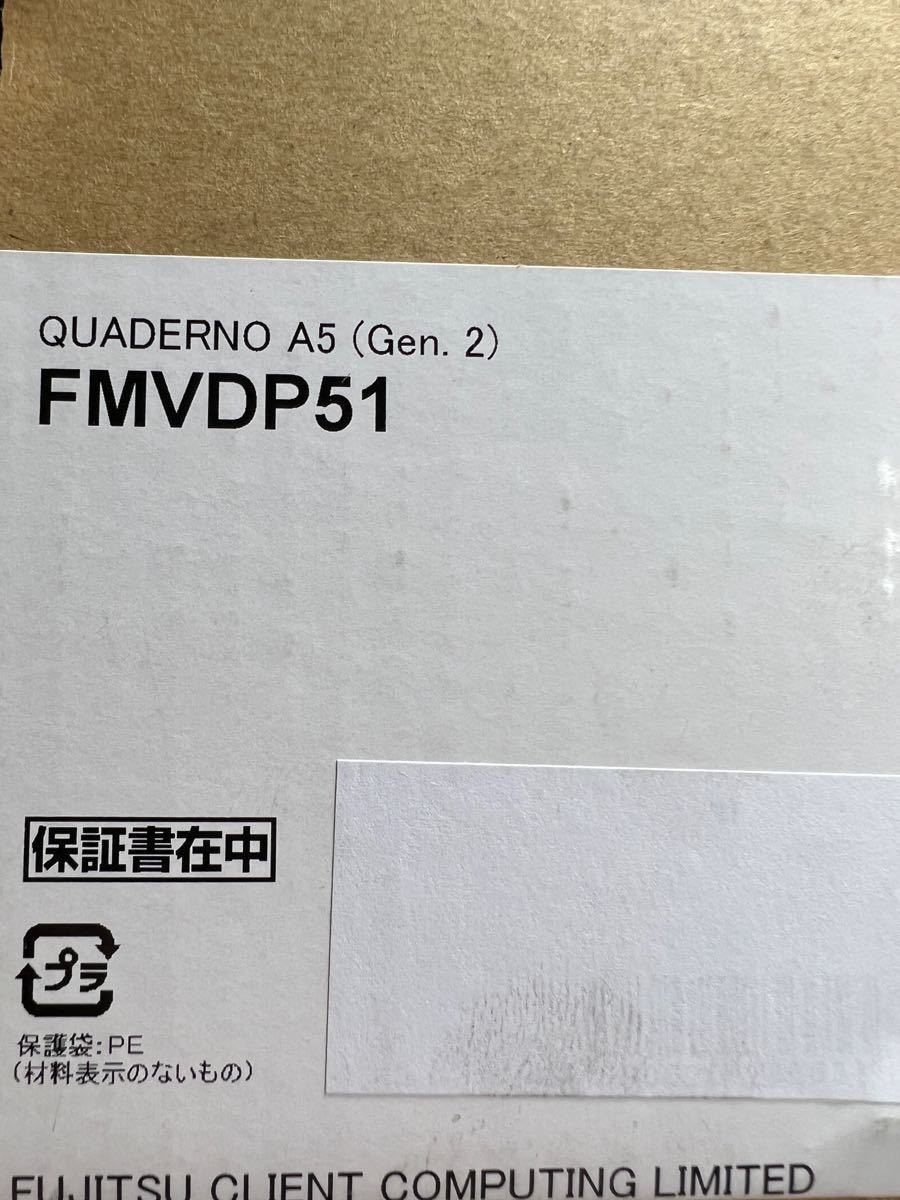 QUADERNO A5 (Gen. 2)
FMVDP51
保証書在中
プラ
保護袋:PE
(材料表示のないもの)
FUJITSU CLIENT COMPUTING LIMITED